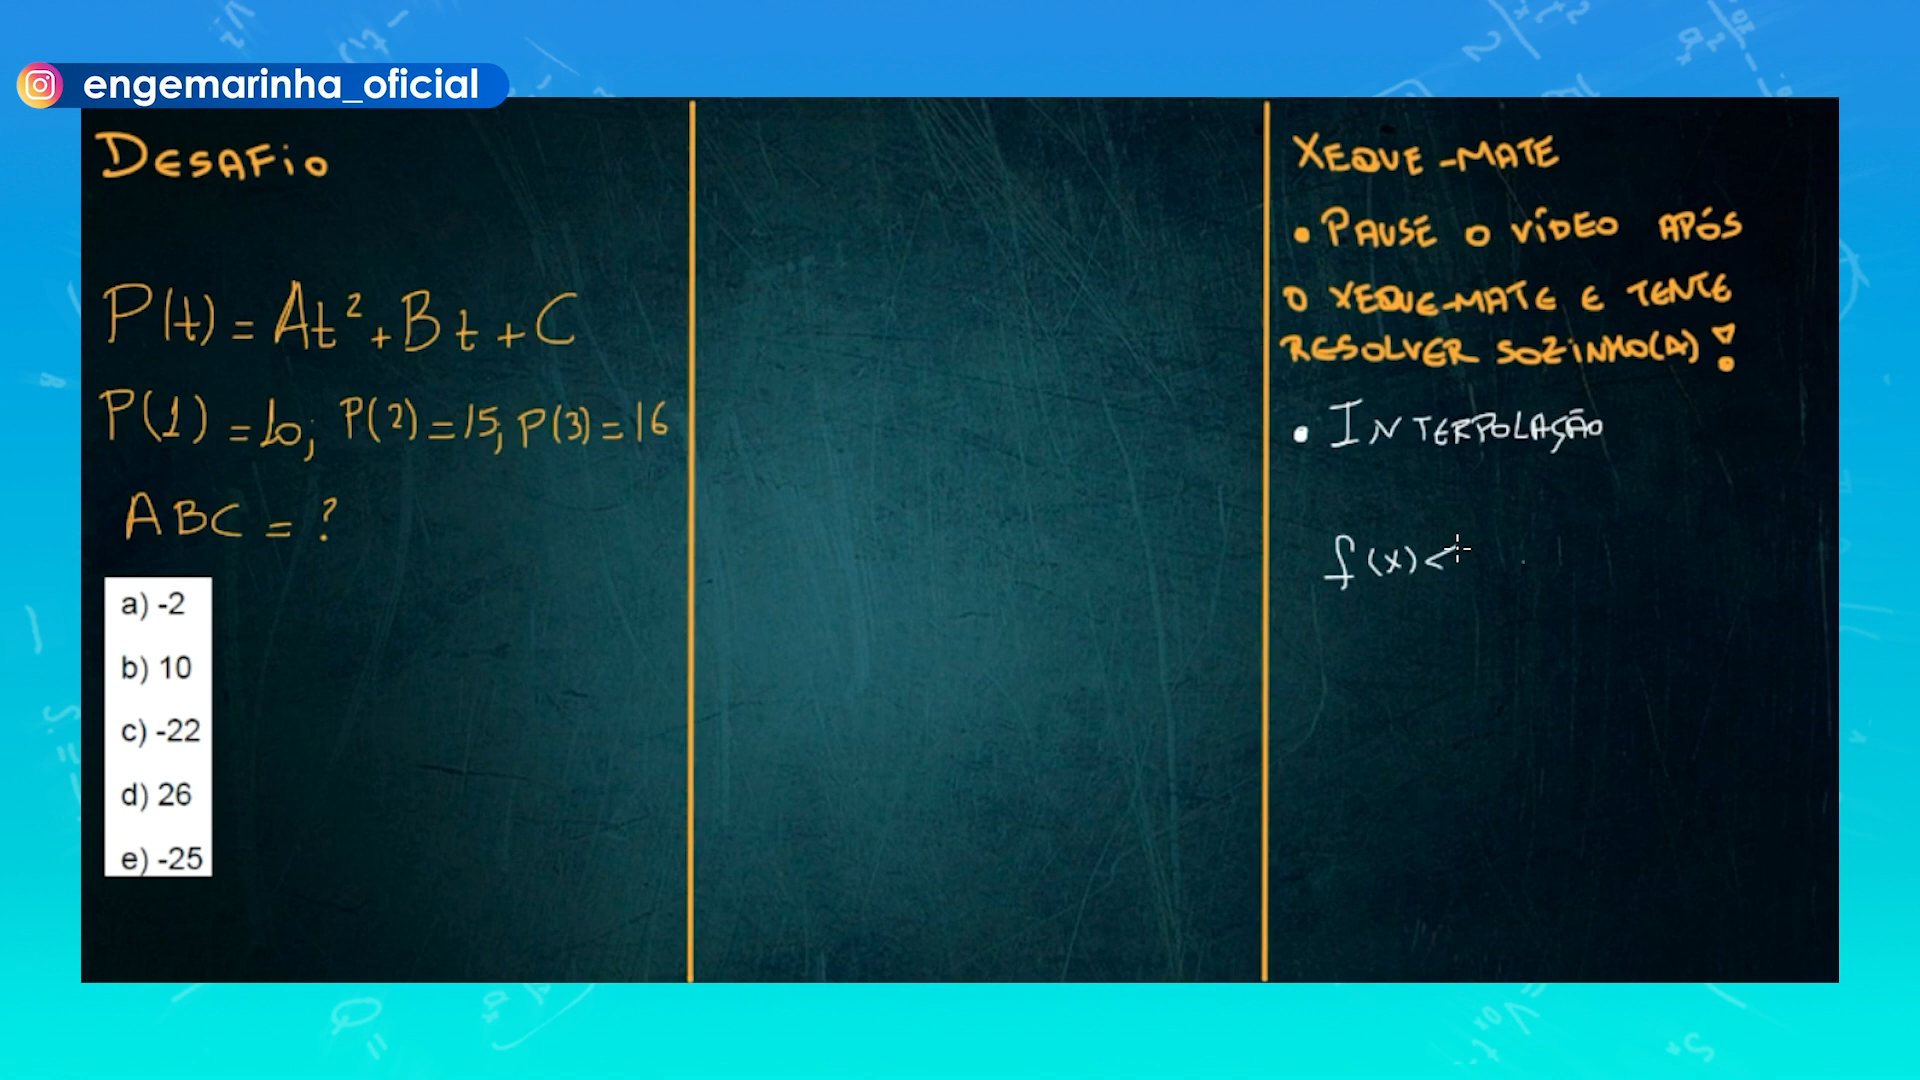 engemarinha_oficial
DESAFIO
P(t) = At² + Bt + C
P(1) = 10; P(2) = 15; P(3) = 16
ABC = ?
a) -2
b) 10
c) -22
d) 26
e) -25
XEQUE-MATE
• PAUSE O VÍDEO APÓS
O XEQUE-MATE E TENTE
RESOLVER SOZINHO(A)!
• INTERPOLAÇÃO
f(x) <